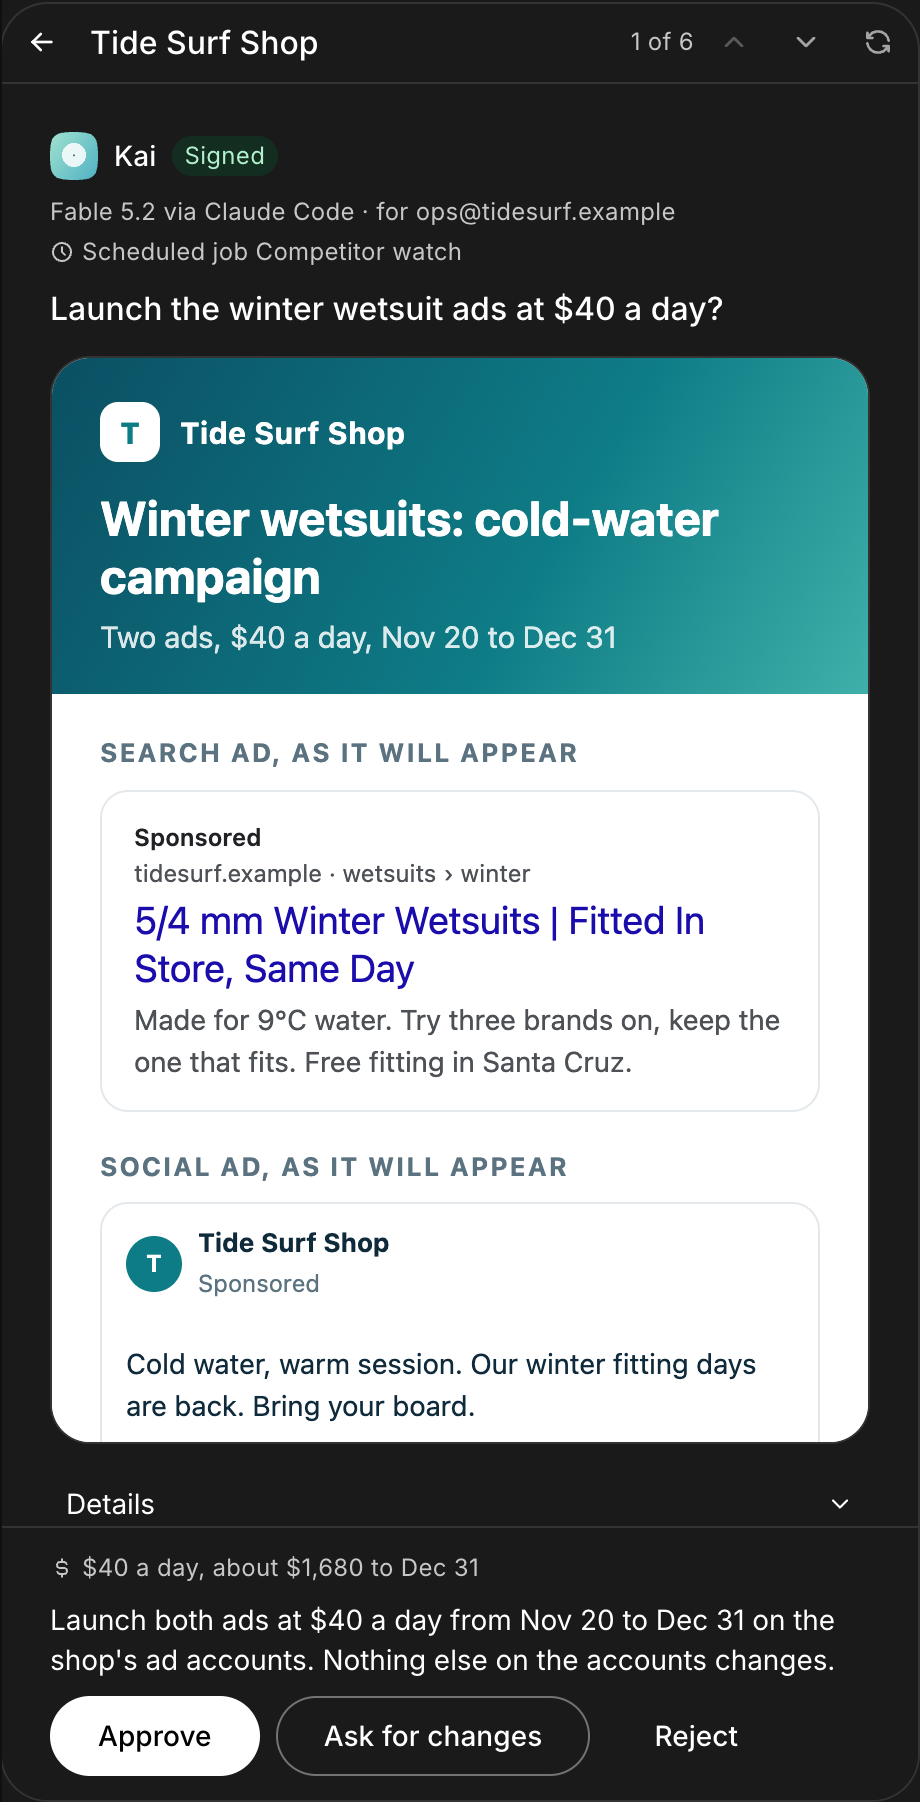 Tide Surf Shop
1 of 6
Kai
Signed
Fable 5.2 via Claude Code · for ops@tidesurf.example
Scheduled job Competitor watch
Launch the winter wetsuit ads at $40 a day?
T
Tide Surf Shop
Winter wetsuits: cold-water
campaign
Two ads, $40 a day, Nov 20 to Dec 31
SEARCH AD, AS IT WILL APPEAR
Sponsored
tidesurf.example · wetsuits › winter
5/4 mm Winter Wetsuits | Fitted In
Store, Same Day
Made for 9°C water. Try three brands on, keep the
one that fits. Free fitting in Santa Cruz.
SOCIAL AD, AS IT WILL APPEAR
T
Tide Surf Shop
Sponsored
Cold water, warm session. Our winter fitting days
are back. Bring your board.
Details
$ $40 a day, about $1,680 to Dec 31
Launch both ads at $40 a day from Nov 20 to Dec 31 on the
shop's ad accounts. Nothing else on the accounts changes.
Approve
Ask for changes
Reject